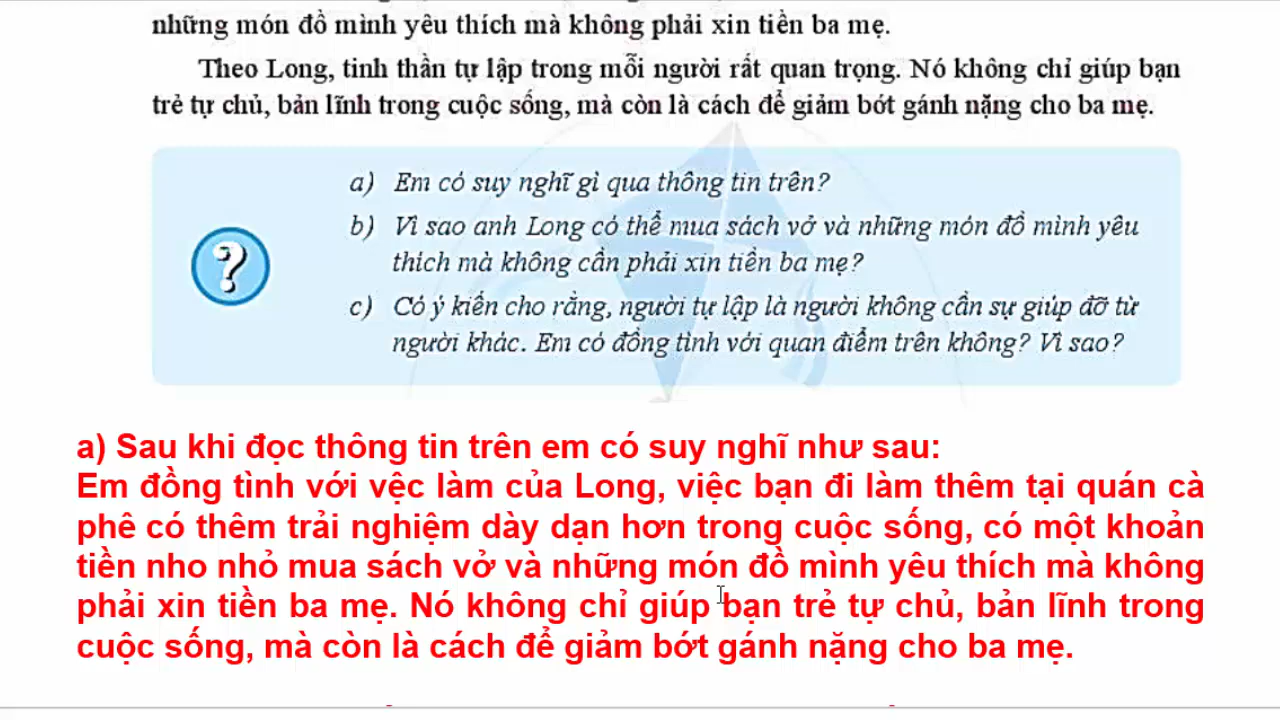 những món đồ mình yêu thích mà không phải xin tiền ba mẹ.
Theo Long, tinh thần tự lập trong mỗi người rất quan trọng. Nó không chỉ giúp bạn
trẻ tự chủ, bản lĩnh trong cuộc sống, mà còn là cách để giảm bớt gánh nặng cho ba mẹ.
?
a) Em có suy nghĩ gì qua thông tin trên?
b) Vì sao anh Long có thể mua sách vở và những món đồ mình yêu
thích mà không cần phải xin tiền ba mẹ?
c) Có ý kiến cho rằng, người tự lập là người không cần sự giúp đỡ từ
người khác. Em có đồng tình với quan điểm trên không? Vì sao?
a) Sau khi đọc thông tin trên em có suy nghĩ như sau:
Em đồng tình với vệc làm của Long, việc bạn đi làm thêm tại quán cà
phê có thêm trải nghiệm dày dạn hơn trong cuộc sống, có một khoản
tiền nho nhỏ mua sách vở và những món đồ mình yêu thích mà không
phải xin tiền ba mẹ. Nó không chỉ giúp bạn trẻ tự chủ, bản lĩnh trong
cuộc sống, mà còn là cách để giảm bớt gánh nặng cho ba mẹ.